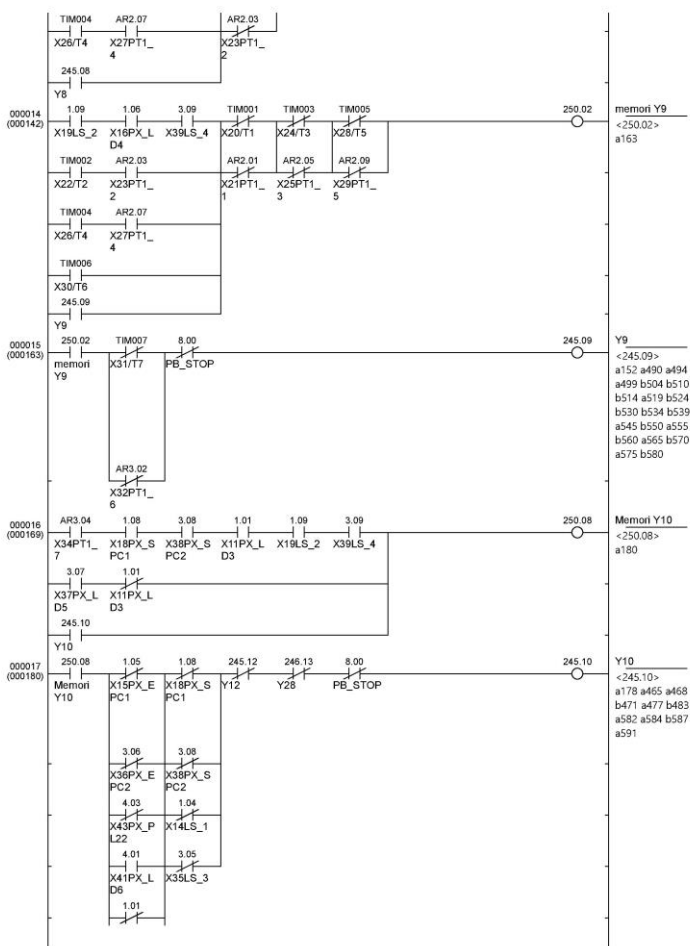 TIM004 AR2.07 AR2.03
X26/T4 X27PT1_ X23PT1_
4 2
245.08
Y8
000014 1.09 1.06 3.09 TIM001 TIM003 TIM005 250.02 memori Y9
(000142) <250.02>
X19LS_2 X16PX_L X39LS_4 X20/T1 X24/T3 X28/T5 a163
D4
TIM002 AR2.03 AR2.01 AR2.05 AR2.09
X22/T2 X23PT1_ X21PT1_ X25PT1_ X29PT1_
2 1 3 5
TIM004 AR2.07
X26/T4 X27PT1_
4
TIM006
X30/T6
245.09
Y9
000015 250.02 TIM007 8.00 245.09 Y9
(000163) <245.09>
memori X31/T7 PB_STOP a152 a490 a494
Y9 a499 b504 b510
b514 a519 b524
b530 b534 b539
a545 b550 a555
b560 a565 b570
a575 b580
AR3.02
X32PT1_
6
000016 AR3.04 1.08 3.08 1.01 1.09 3.09 250.08 Memori Y10
(000169) <250.08>
X34PT1_ X18PX_S X38PX_S X11PX_L X19LS_2 X39LS_4 a180
7 PC1 PC2 D3
3.07 1.01
X37PX_L X11PX_L
D5 D3
245.10
Y10
000017 250.08 1.05 1.08 245.12 246.13 8.00 245.10 Y10
(000180) <245.10>
Memori X15PX_E X18PX_S Y12 Y28 PB_STOP a178 a465 a468
Y10 PC1 PC1 b471 a477 b483
a582 a584 b587
a591
3.06 3.08
X36PX_E X38PX_S
PC2 PC2
4.03 1.04
X43PX_P X14LS_1
L22
4.01 3.05
X41PX_L X35LS_3
D6
1.01